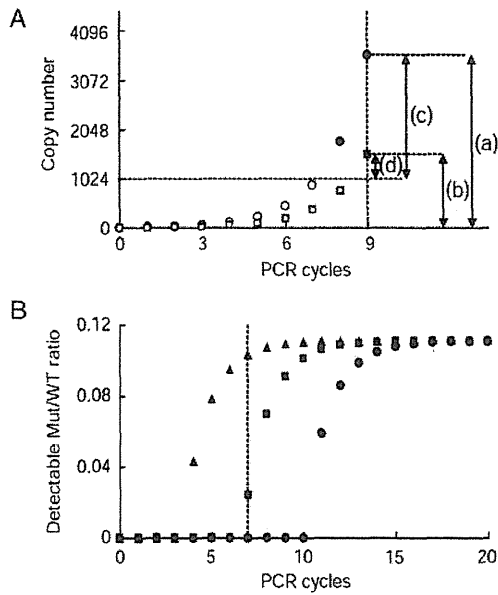 A
Copy number
4096
3072
2048
1024
0
(c)
(a)
(d)
(b)
0 3 6 9
PCR cycles
B
Detectable Mut/WT ratio
0.12
0.08
0.04
0
0 5 10 15 20
PCR cycles